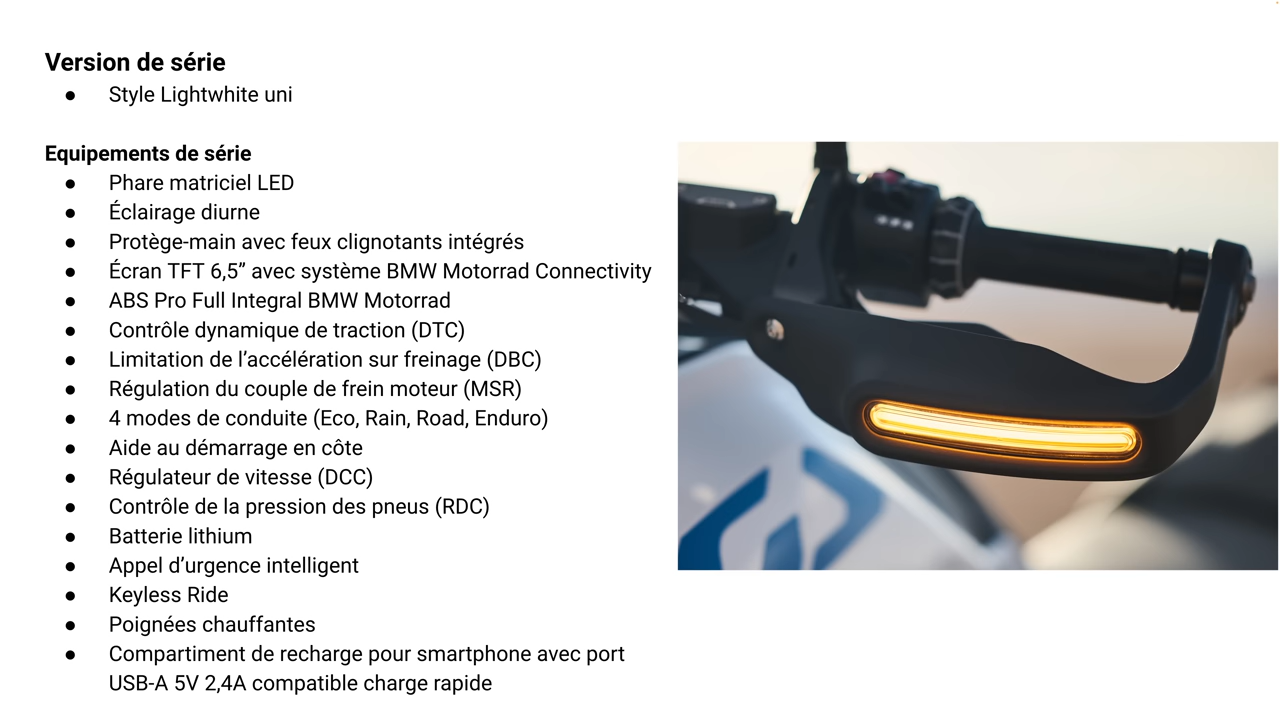 Version de série
● Style Lightwhite uni
Equipements de série
● Phare matriciel LED
● Éclairage diurne
● Protège-main avec feux clignotants intégrés
● Écran TFT 6,5” avec système BMW Motorrad Connectivity
● ABS Pro Full Integral BMW Motorrad
● Contrôle dynamique de traction (DTC)
● Limitation de l’accélération sur freinage (DBC)
● Régulation du couple de frein moteur (MSR)
● 4 modes de conduite (Eco, Rain, Road, Enduro)
● Aide au démarrage en côte
● Régulateur de vitesse (DCC)
● Contrôle de la pression des pneus (RDC)
● Batterie lithium
● Appel d’urgence intelligent
● Keyless Ride
● Poignées chauffantes
● Compartiment de recharge pour smartphone avec port
USB-A 5V 2,4A compatible charge rapide